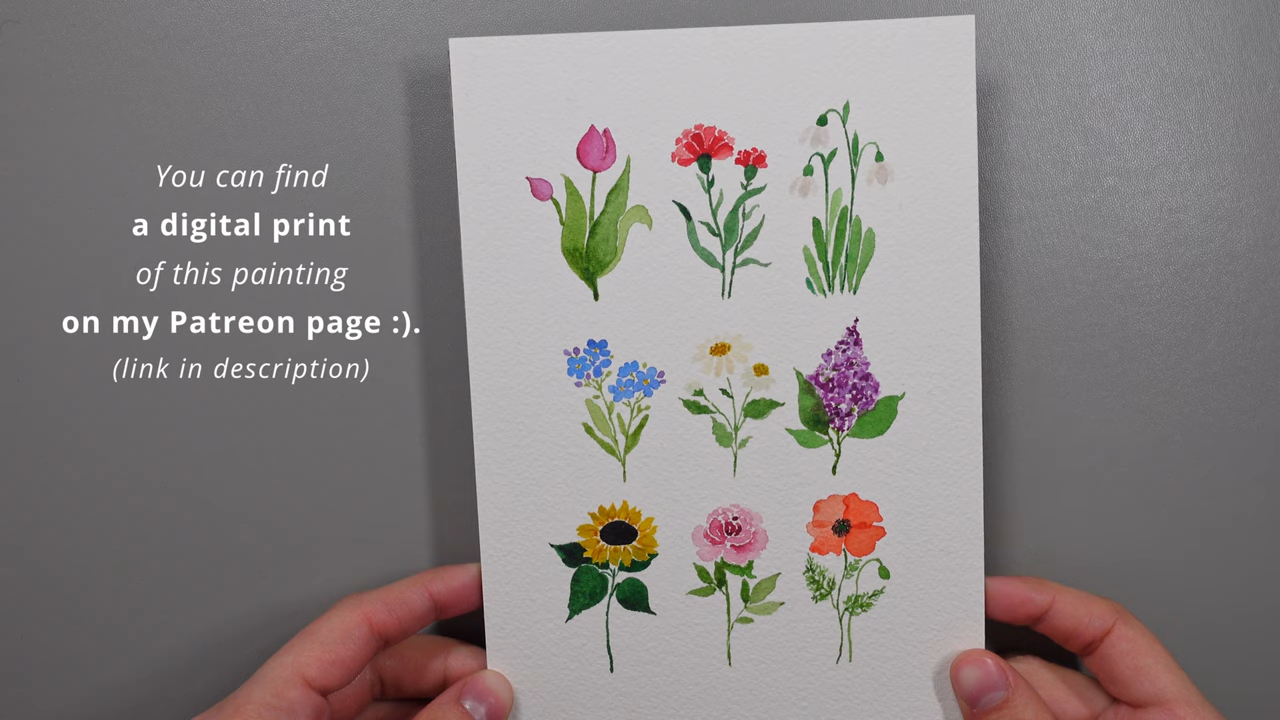 You can find
a digital print
of this painting
on my Patreon page :).
(link in description)